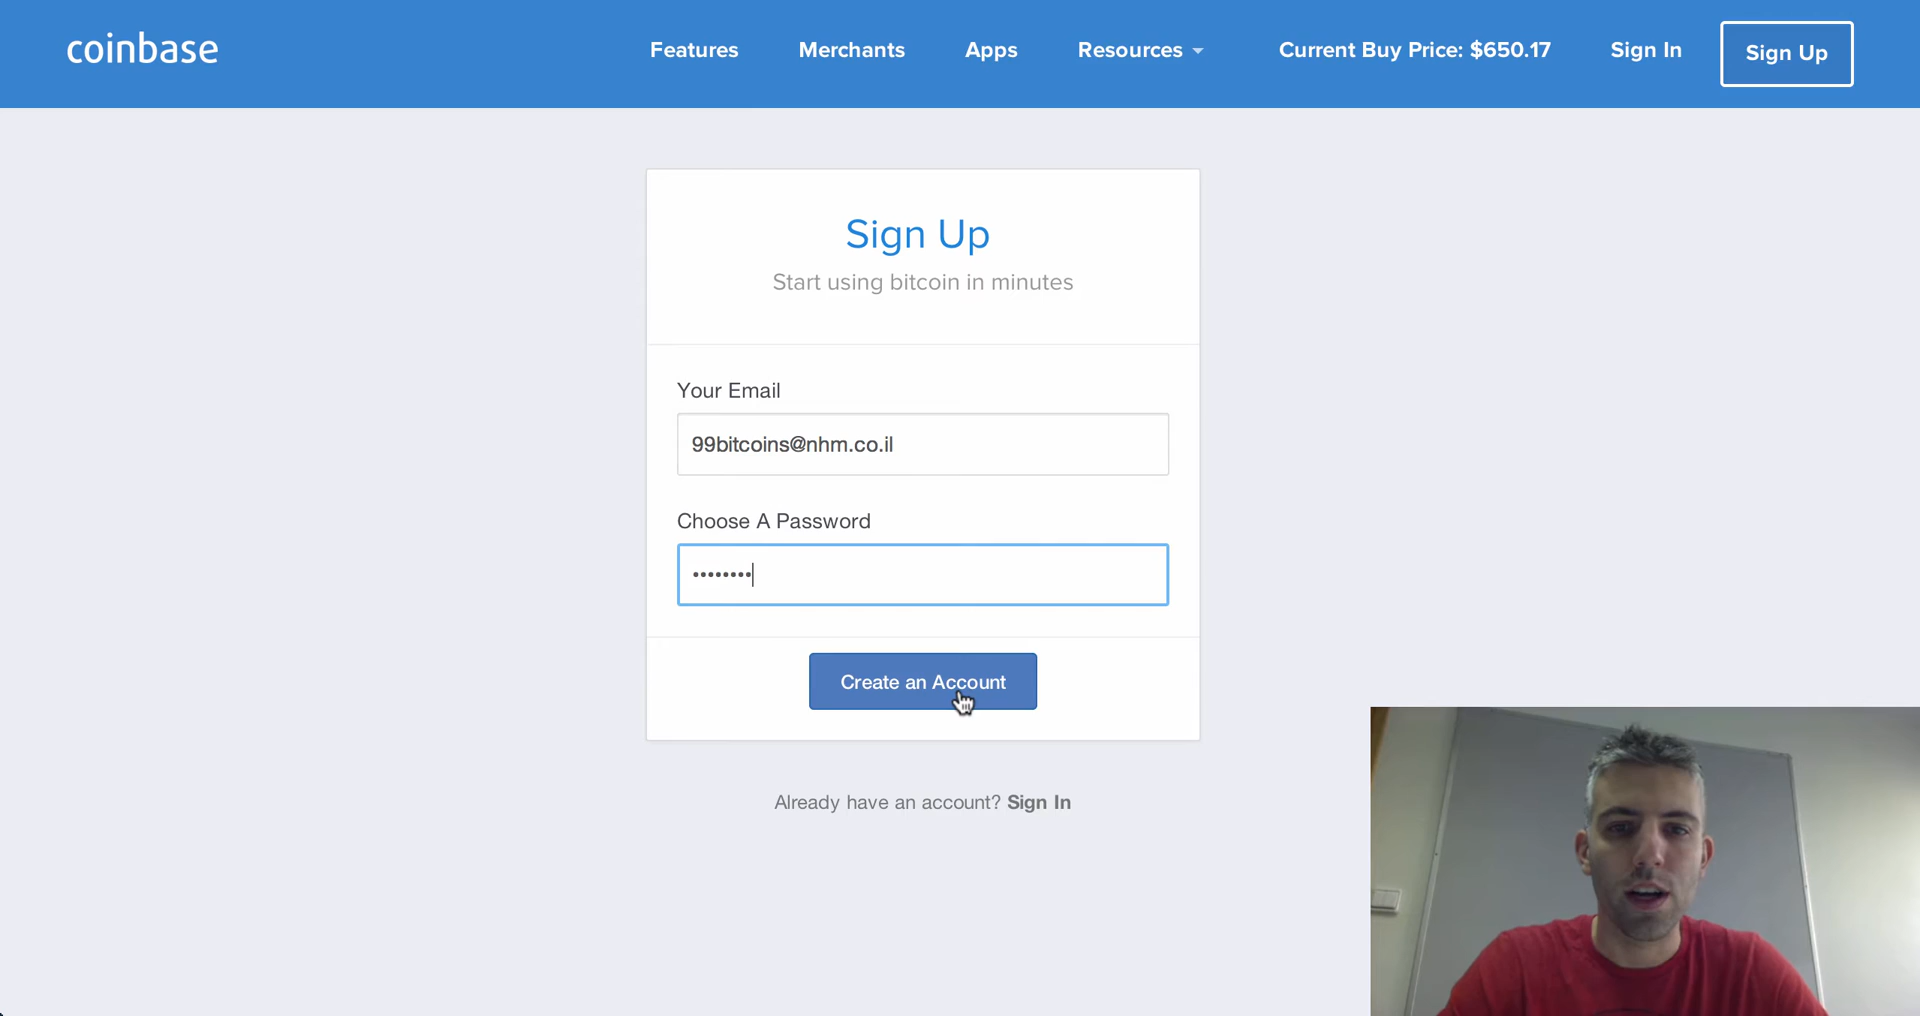 coinbase
Features Merchants Apps Resources Current Buy Price: $650.17 Sign In Sign Up
Sign Up
Start using bitcoin in minutes
Your Email
99bitcoins@nhm.co.il
Choose A Password
••••••••
Create an Account
Already have an account? Sign In